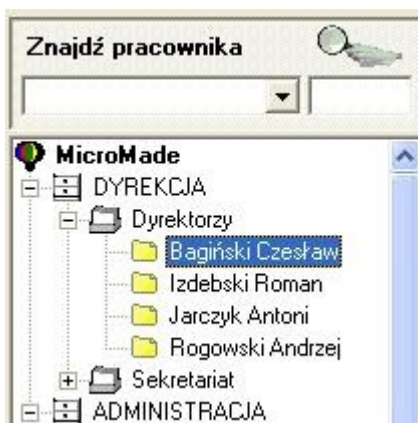 Znajdź pracownika
MicroMade
DYREKCJA
Dyrektorzy
Bagiński Czesław
Izdebski Roman
Jarczyk Antoni
Rogowski Andrzej
Sekretariat
ADMINISTRACJA